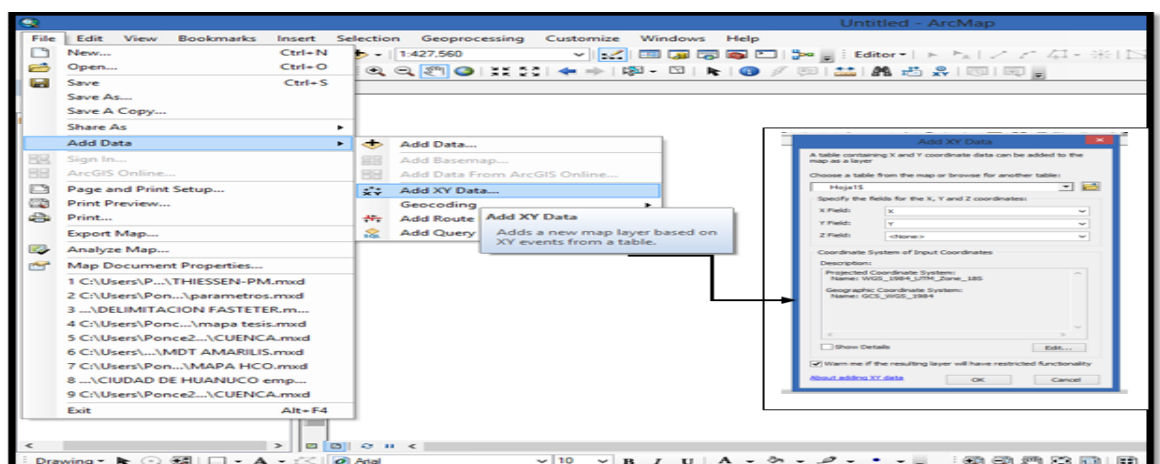 Untitled - ArcMap
File Edit View Bookmarks Insert Selection Geoprocessing Customize Windows Help
1:427,560
Editor
New... Ctrl+N
Open... Ctrl+O
Save Ctrl+S
Save As...
Save A Copy...
Share As
Add Data
Sign In...
ArcGIS Online...
Page and Print Setup...
Print Preview...
Print...
Export Map...
Analyze Map...
Map Document Properties...
1 C:\Users\P...\THIESSEN-PM.mxd
2 C:\Users\Pon...\parametros.mxd
3 ...\DELIMITACION FASTETER.m...
4 C:\Users\Ponc...\mapa tesis.mxd
5 C:\Users\Ponce2...\CUENCA.mxd
6 C:\Users\...\MDT AMARILIS.mxd
7 C:\Users\Pon...\MAPA HCO.mxd
8 ...\CIUDAD DE HUANUCO emp...
9 C:\Users\Ponce2...\CUENCA.mxd
Exit Alt+F4
Add Data...
Add Basemap...
Add Data From ArcGIS Online...
Add XY Data...
Geocoding
Add Route
Add Query
Add XY Data
Adds a new map layer based on
XY events from a table.
Add XY Data
A table containing X and Y coordinate data can be added to the
map as a layer
Choose a table from the map or browse for another table:
Hoja1$
Specify the fields for the X, Y and Z coordinates:
X Field: X
Y Field: Y
Z Field: <None>
Coordinate System of Input Coordinates
Description:
Projected Coordinate System:
Name: WGS_1984_UTM_Zone_18S
Geographic Coordinate System:
Name: GCS_WGS_1984
Show Details Edit...
Warn me if the resulting layer will have restricted functionality
About adding XY data OK Cancel
Drawing A Arial 10 B I U A